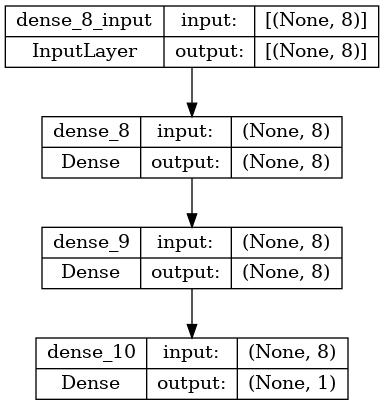 dense_8_input input: [(None, 8)]
InputLayer output: [(None, 8)]
dense_8 input: (None, 8)
Dense output: (None, 8)
dense_9 input: (None, 8)
Dense output: (None, 8)
dense_10 input: (None, 8)
Dense output: (None, 1)